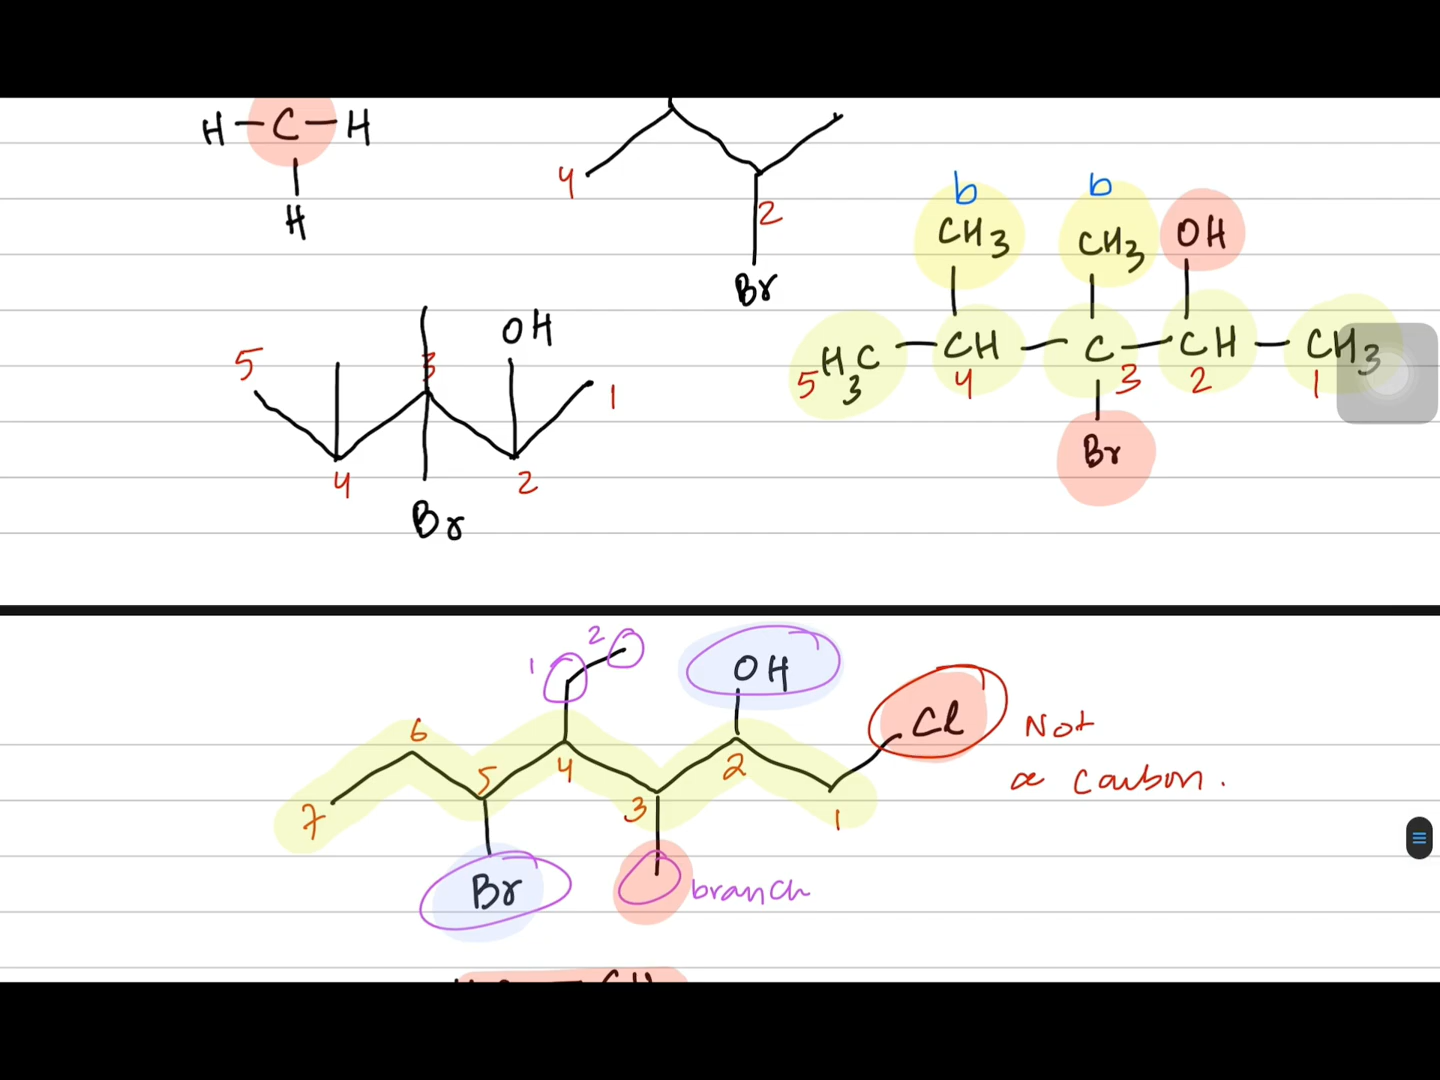 H-C-H
H
4
2
Br
b b
CH3 CH3 OH
H3C-CH-C-CH-CH3
5 4 3 2 1
Br
OH
5 3 1
4 2
Br
1 2
OH
Cl
Not
a carbon.
6
7 5 4 3 2 1
Br
branch